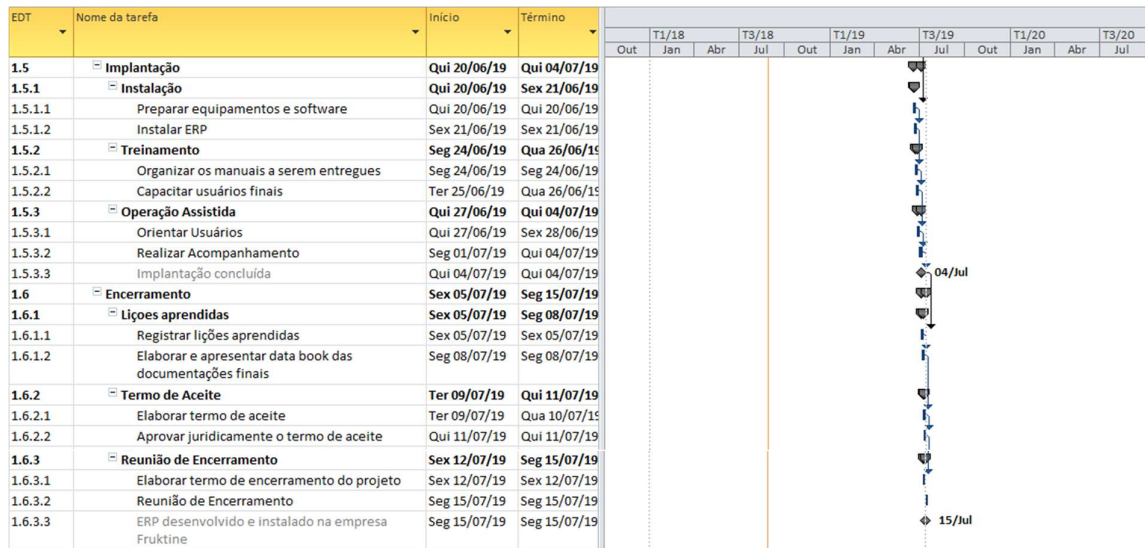 EDT Nome da tarefa Início Término
T1/18 T3/18 T1/19 T3/19 T1/20 T3/20
Out Jan Abr Jul Out Jan Abr Jul Out Jan Abr Jul
1.5 Implantação Qui 20/06/19 Qui 04/07/19
1.5.1 Instalação Qui 20/06/19 Sex 21/06/19
1.5.1.1 Preparar equipamentos e software Qui 20/06/19 Qui 20/06/19
1.5.1.2 Instalar ERP Sex 21/06/19 Sex 21/06/19
1.5.2 Treinamento Seg 24/06/19 Qua 26/06/19
1.5.2.1 Organizar os manuais a serem entregues Seg 24/06/19 Seg 24/06/19
1.5.2.2 Capacitar usuários finais Ter 25/06/19 Qua 26/06/19
1.5.3 Operação Assistida Qui 27/06/19 Qui 04/07/19
1.5.3.1 Orientar Usuários Qui 27/06/19 Sex 28/06/19
1.5.3.2 Realizar Acompanhamento Seg 01/07/19 Qui 04/07/19
1.5.3.3 Implantação concluída Qui 04/07/19 Qui 04/07/19 04/Jul
1.6 Encerramento Sex 05/07/19 Seg 15/07/19
1.6.1 Liçoes aprendidas Sex 05/07/19 Seg 08/07/19
1.6.1.1 Registrar lições aprendidas Sex 05/07/19 Sex 05/07/19
1.6.1.2 Elaborar e apresentar data book das Seg 08/07/19 Seg 08/07/19
documentações finais
1.6.2 Termo de Aceite Ter 09/07/19 Qui 11/07/19
1.6.2.1 Elaborar termo de aceite Ter 09/07/19 Qua 10/07/19
1.6.2.2 Aprovar juridicamente o termo de aceite Qui 11/07/19 Qui 11/07/19
1.6.3 Reunião de Encerramento Sex 12/07/19 Seg 15/07/19
1.6.3.1 Elaborar termo de encerramento do projeto Sex 12/07/19 Sex 12/07/19
1.6.3.2 Reunião de Encerramento Seg 15/07/19 Seg 15/07/19
1.6.3.3 ERP desenvolvido e instalado na empresa Seg 15/07/19 Seg 15/07/19 15/Jul
Fruktine